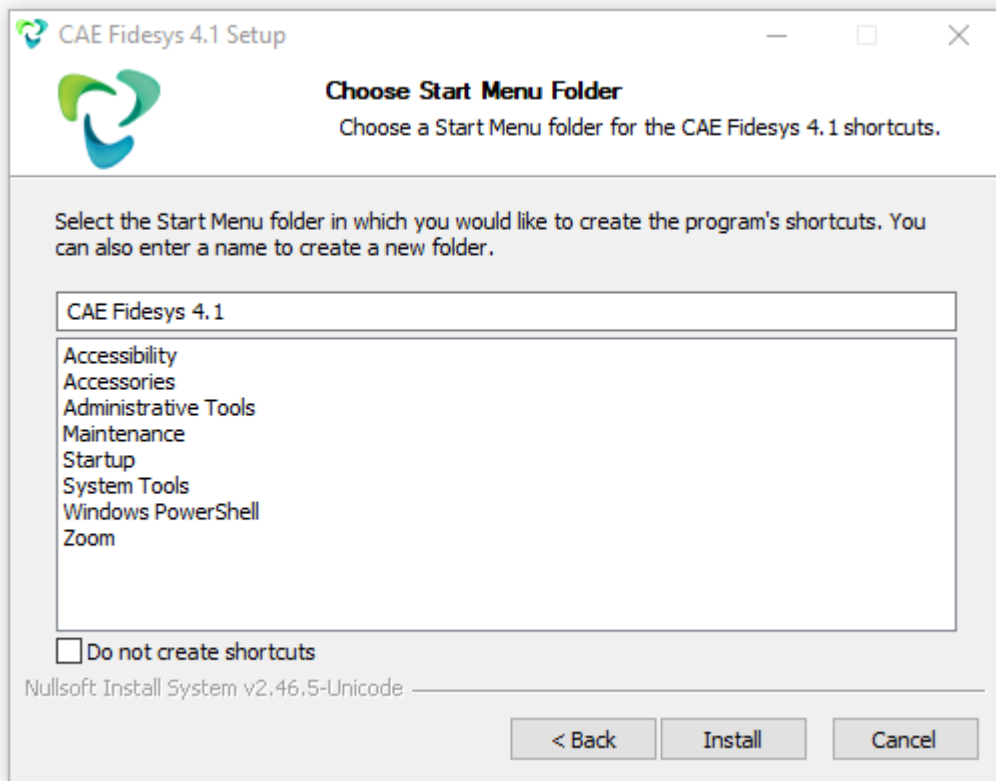 CAE Fidesys 4.1 Setup
Choose Start Menu Folder
Choose a Start Menu folder for the CAE Fidesys 4.1 shortcuts.
Select the Start Menu folder in which you would like to create the program's shortcuts. You
can also enter a name to create a new folder.
CAE Fidesys 4.1
Accessibility
Accessories
Administrative Tools
Maintenance
Startup
System Tools
Windows PowerShell
Zoom
Do not create shortcuts
Nullsoft Install System v2.46.5-Unicode
< Back
Install
Cancel